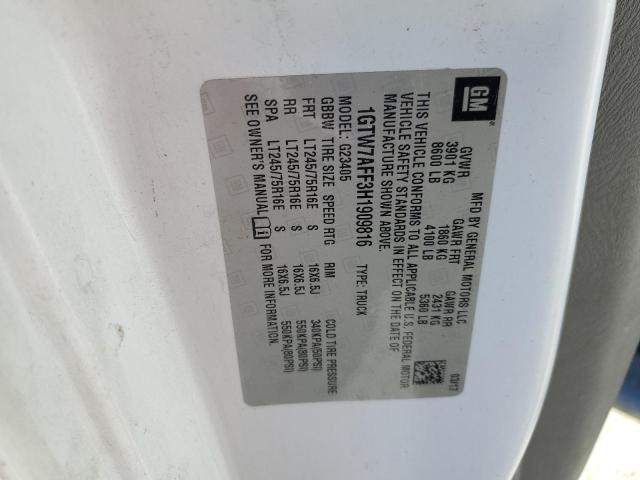 GM
MFD BY GENERAL MOTORS LLC 03/17
GVWR GAWR FRT GAWR RR
3901 KG 1860 KG 2431 KG
8600 LB 4100 LB 5360 LB
THIS VEHICLE CONFORMS TO ALL APPLICABLE U.S. FEDERAL MOTOR
VEHICLE SAFETY STANDARDS IN EFFECT ON THE DATE OF
MANUFACTURE SHOWN ABOVE.
1GTW7AFF3H1909816 TYPE: TRUCK
MODEL: G23405
GBBW TIRE SIZE SPEED RTG RIM COLD TIRE PRESSURE
FRT LT245/75R16E S 16X6.5J 340KPA(50PSI)
RR LT245/75R16E S 16X6.5J 550KPA(80PSI)
SPA LT245/75R16E S 16X6.5J 550KPA(80PSI)
SEE OWNER'S MANUAL FOR MORE INFORMATION.